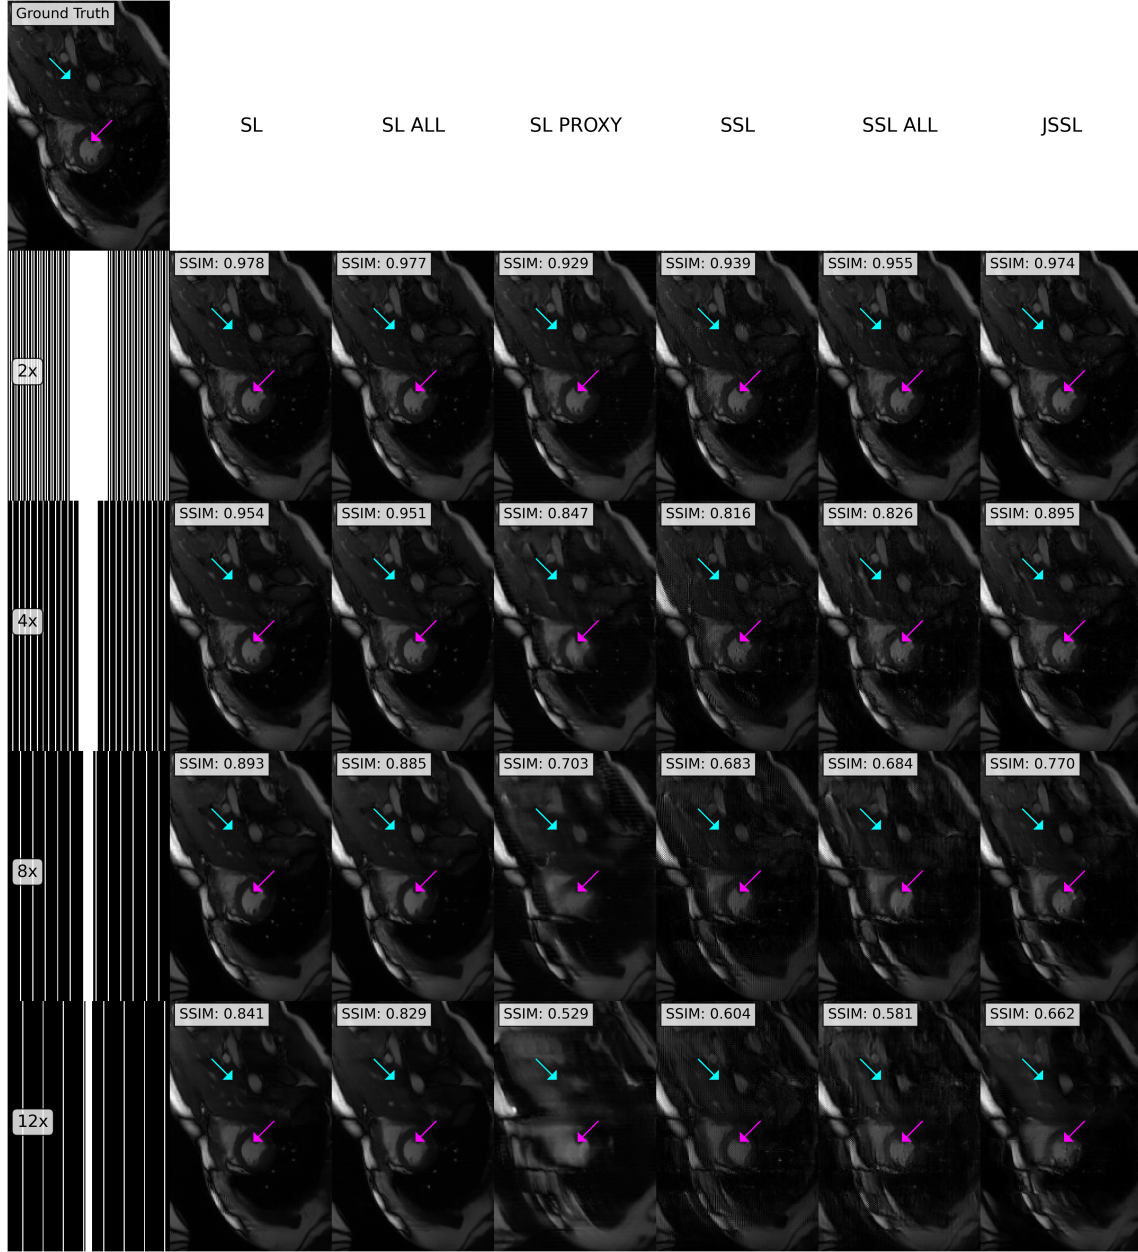 Ground Truth
SL
SL ALL
SL PROXY
SSL
SSL ALL
JSSL
2x
SSIM: 0.978
SSIM: 0.977
SSIM: 0.929
SSIM: 0.939
SSIM: 0.955
SSIM: 0.974
4x
SSIM: 0.954
SSIM: 0.951
SSIM: 0.847
SSIM: 0.816
SSIM: 0.826
SSIM: 0.895
8x
SSIM: 0.893
SSIM: 0.885
SSIM: 0.703
SSIM: 0.683
SSIM: 0.684
SSIM: 0.770
12x
SSIM: 0.841
SSIM: 0.829
SSIM: 0.529
SSIM: 0.604
SSIM: 0.581
SSIM: 0.662